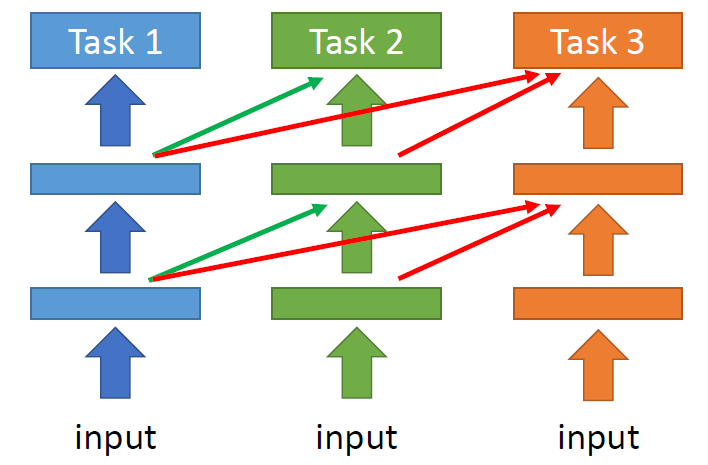 Task 1
Task 2
Task 3
input
input
input